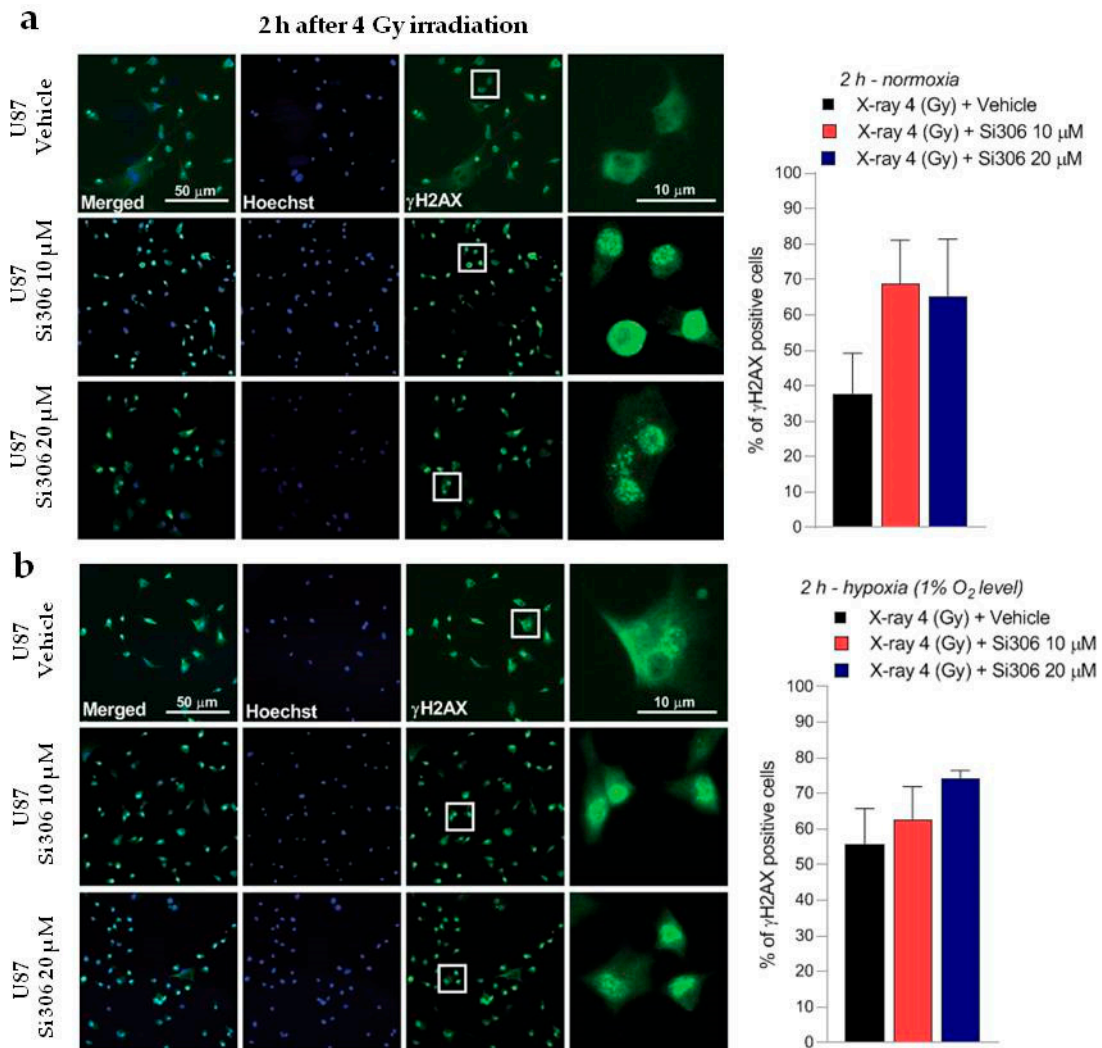 a
2 h after 4 Gy irradiation
U87
Vehicle
Merged
50 μm
Hoechst
γH2AX
10 μm
U87
Si306 10 μM
U87
Si306 20 μM
2 h - normoxia
X-ray 4 (Gy) + Vehicle
X-ray 4 (Gy) + Si306 10 μM
X-ray 4 (Gy) + Si306 20 μM
% of γH2AX positive cells
100
90
80
70
60
50
40
30
20
10
0
b
U87
Vehicle
Merged
50 μm
Hoechst
γH2AX
10 μm
U87
Si306 10 μM
U87
Si306 20 μM
2 h - hypoxia (1% O₂ level)
X-ray 4 (Gy) + Vehicle
X-ray 4 (Gy) + Si306 10 μM
X-ray 4 (Gy) + Si306 20 μM
% of γH2AX positive cells
100
90
80
70
60
50
40
30
20
10
0